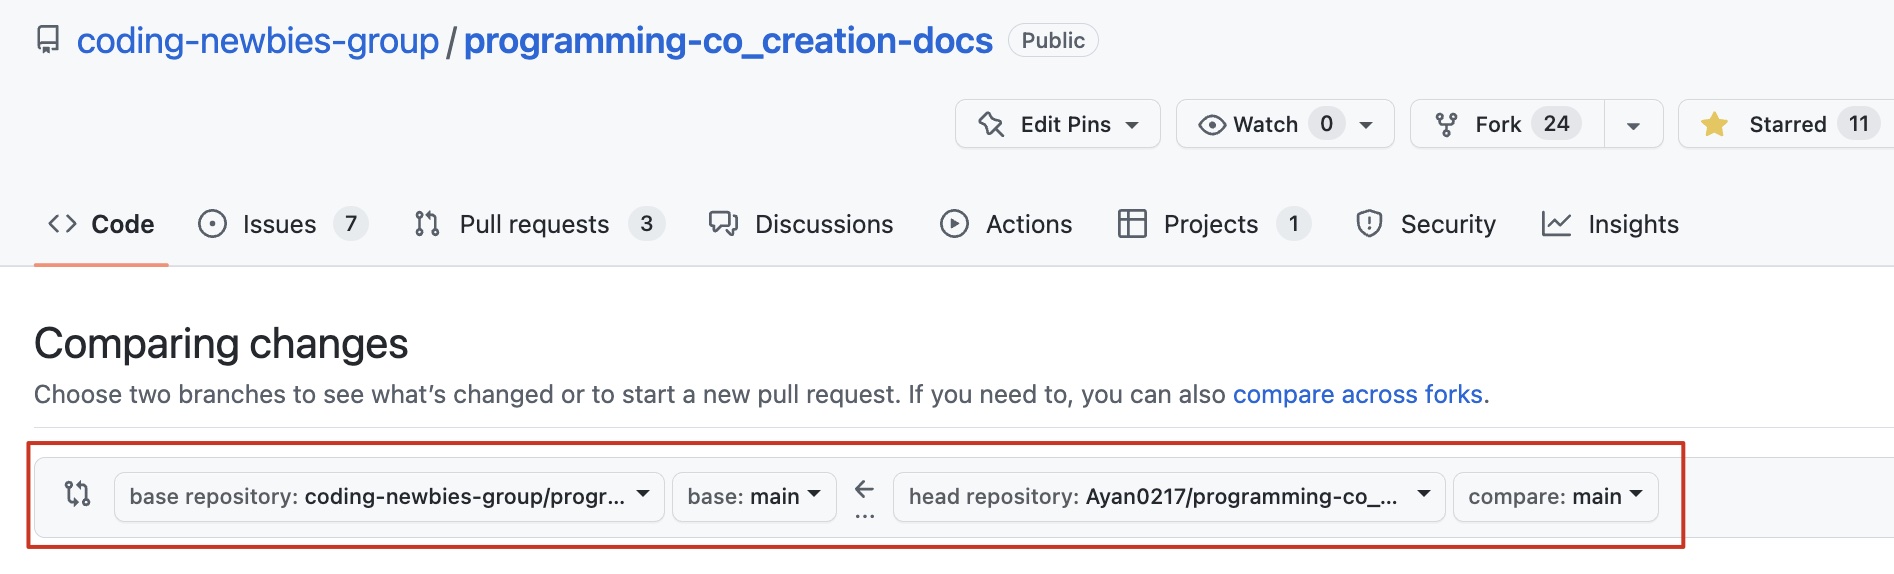 coding-newbies-group / programming-co_creation-docs Public
Edit Pins Watch 0 Fork 24 Starred 11
Code Issues 7 Pull requests 3 Discussions Actions Projects 1 Security Insights
Comparing changes
Choose two branches to see what’s changed or to start a new pull request. If you need to, you can also compare across forks.
base repository: coding-newbies-group/progr... base: main ← ... head repository: Ayan0217/programming-co_... compare: main